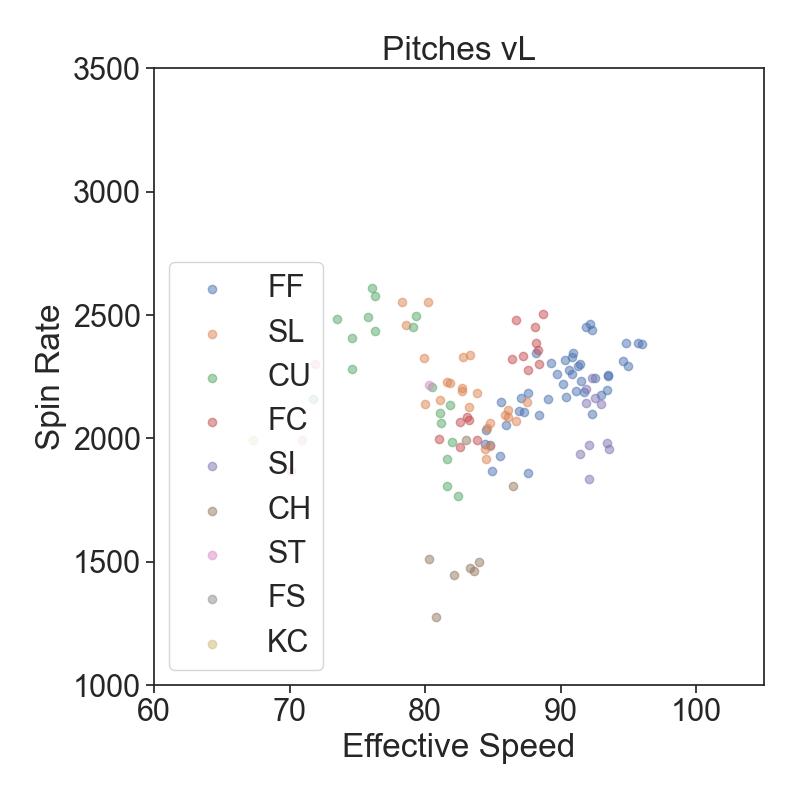 Pitches vL
3500
3000
2500
2000
1500
1000
Spin Rate
FF
SL
CU
FC
SI
CH
ST
FS
KC
60 70 80 90 100
Effective Speed